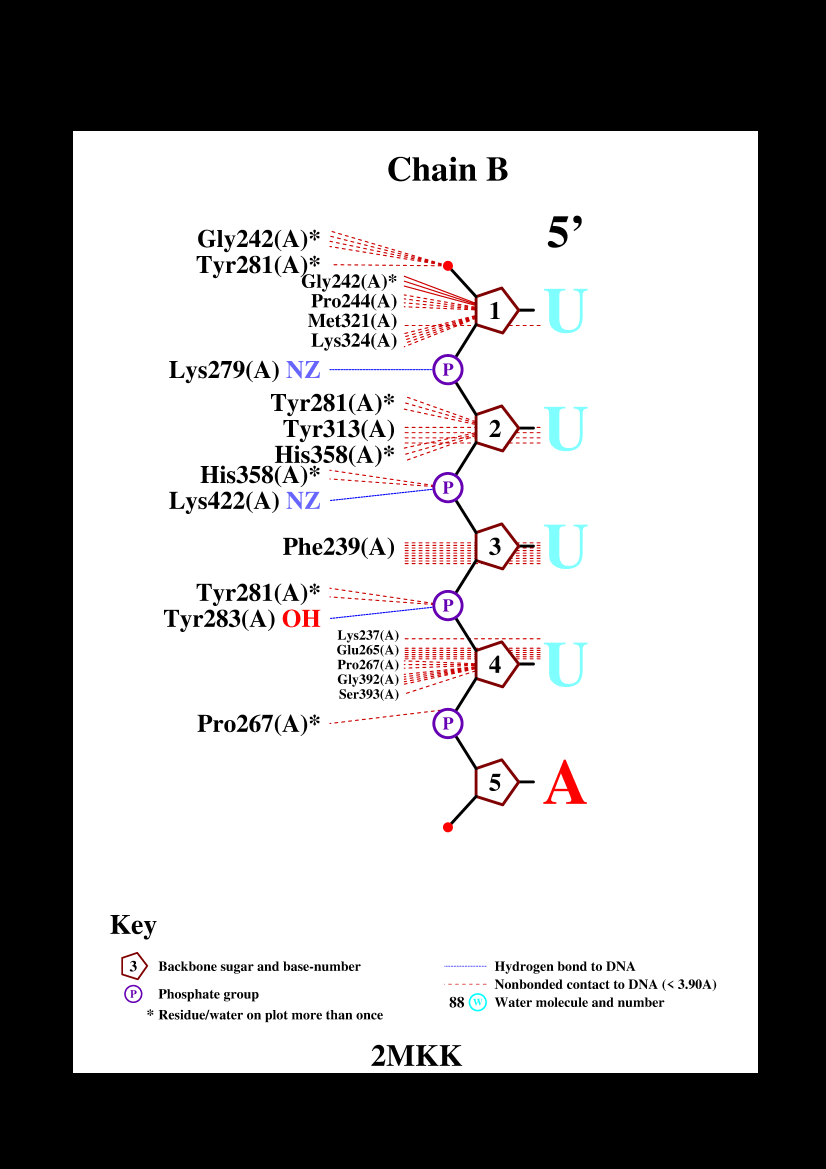 Chain B
5’
Gly242(A)*
Tyr281(A)*
Gly242(A)*
Pro244(A)
1 U
Met321(A)
Lys324(A)
Lys279(A) NZ P
Tyr281(A)*
Tyr313(A) 2 U
His358(A)*
His358(A)*
P
Lys422(A) NZ
Phe239(A) 3 U
Tyr281(A)*
P
Tyr283(A) OH
Lys237(A)
Glu265(A)
Pro267(A) 4 U
Gly392(A)
Ser393(A)
Pro267(A)* P
5 A
Key
3 Backbone sugar and base-number
P Phosphate group
* Residue/water on plot more than once
Hydrogen bond to DNA
Nonbonded contact to DNA (< 3.90A)
88 W Water molecule and number
2MKK